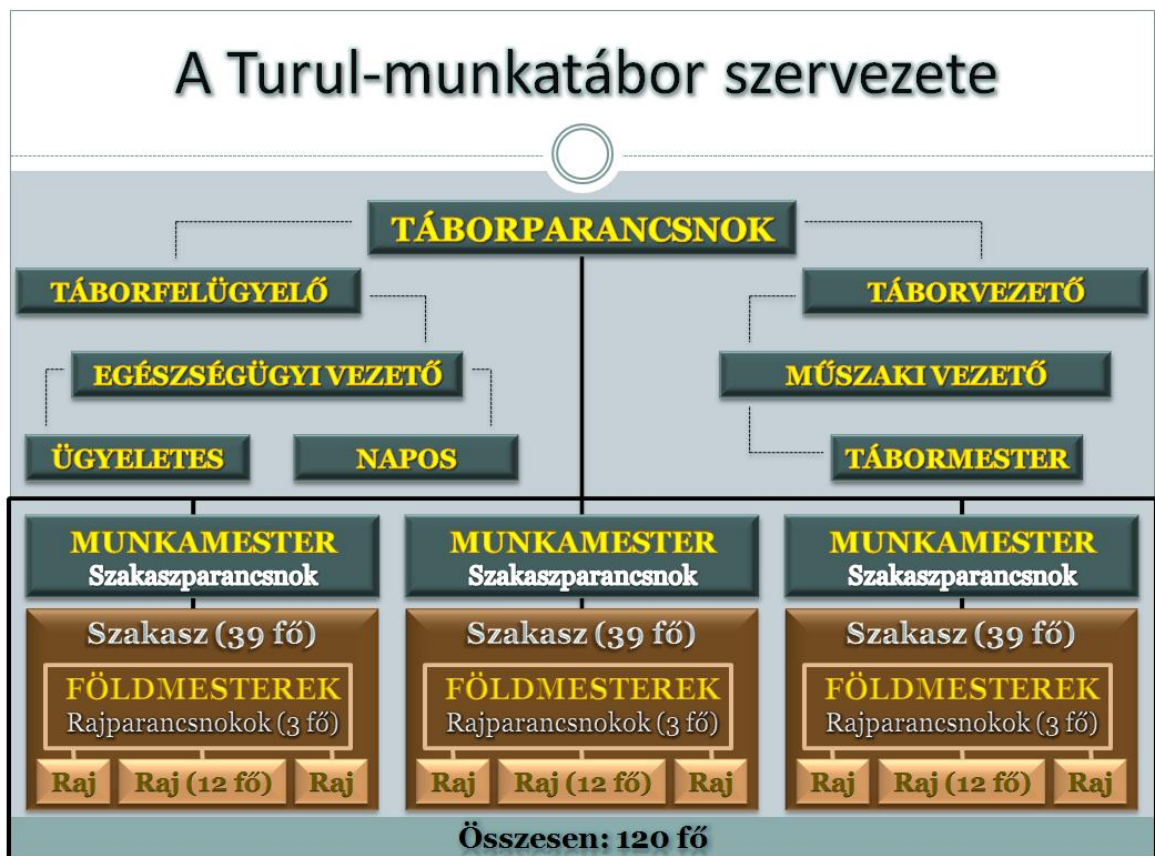 A Turul-munkatábor szervezete
TÁBORPARANCSNOK
TÁBORFELÜGYELŐ
TÁBORVEZETŐ
EGÉSZSÉGÜGYI VEZETŐ
MŰSZAKI VEZETŐ
ÜGYELETES
NAPOS
TÁBORMESTER
MUNKAMESTER
Szakaszparancsnok
Szakasz (39 fő)
FÖLDMESTEREK
Rajparancsnokok (3 fő)
Raj
Raj (12 fő)
Raj
MUNKAMESTER
Szakaszparancsnok
Szakasz (39 fő)
FÖLDMESTEREK
Rajparancsnokok (3 fő)
Raj
Raj (12 fő)
Raj
MUNKAMESTER
Szakaszparancsnok
Szakasz (39 fő)
FÖLDMESTEREK
Rajparancsnokok (3 fő)
Raj
Raj (12 fő)
Raj
Összesen: 120 fő